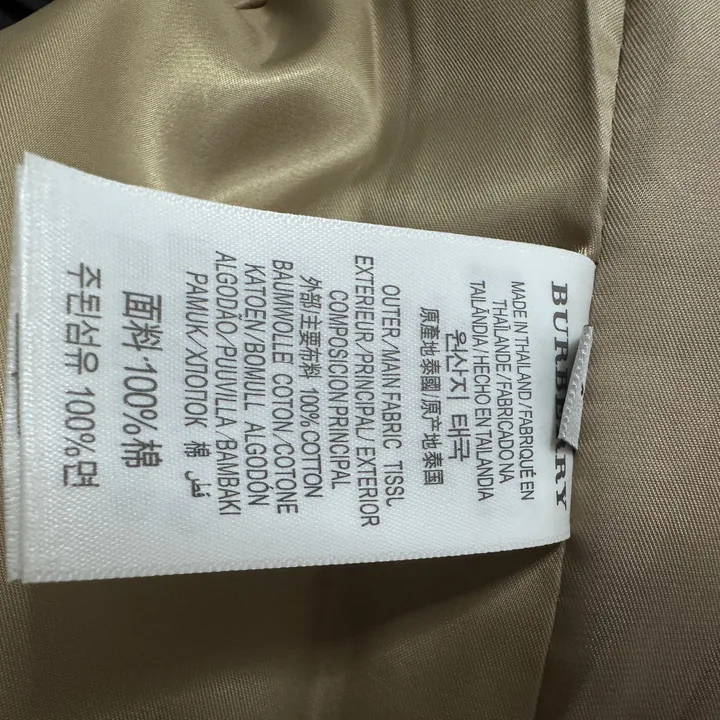 BURBERRY
MADE IN THAILAND/FABRIQUÉ EN
THAÏLANDE/FABRICADO NA
TAILÂNDIA/HECHO EN TAILANDIA
원산지 태국
原產地泰國/原产地泰国
OUTER/MAIN FABRIC TISSU
EXTERIEUR/PRINCIPAL/EXTERIOR
COMPOSICION PRINCIPAL
外部/主要布料 100% COTTON
BAUMWOLLE COTON/COTONE
KATOEN/BOMULL ALGODÓN
ALGODÃO/PUUVILLA/BAMBAKI
PAMUK/ХЛОПОК 棉 قطن
面料:100%棉
주된섬유 100%면